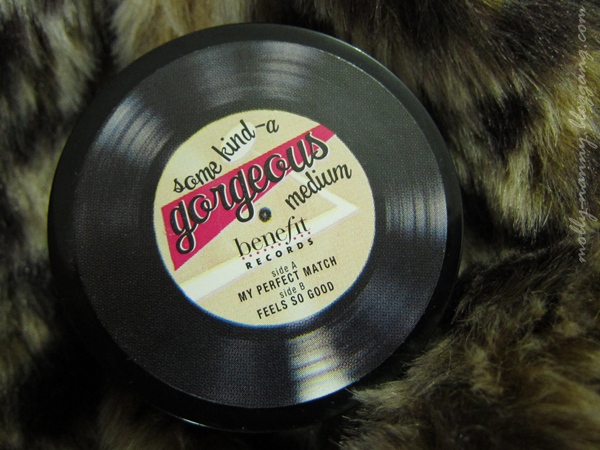 some kind-a
gorgeous
medium
benefit
RECORDS
side A
MY PERFECT MATCH
side B
FEELS SO GOOD